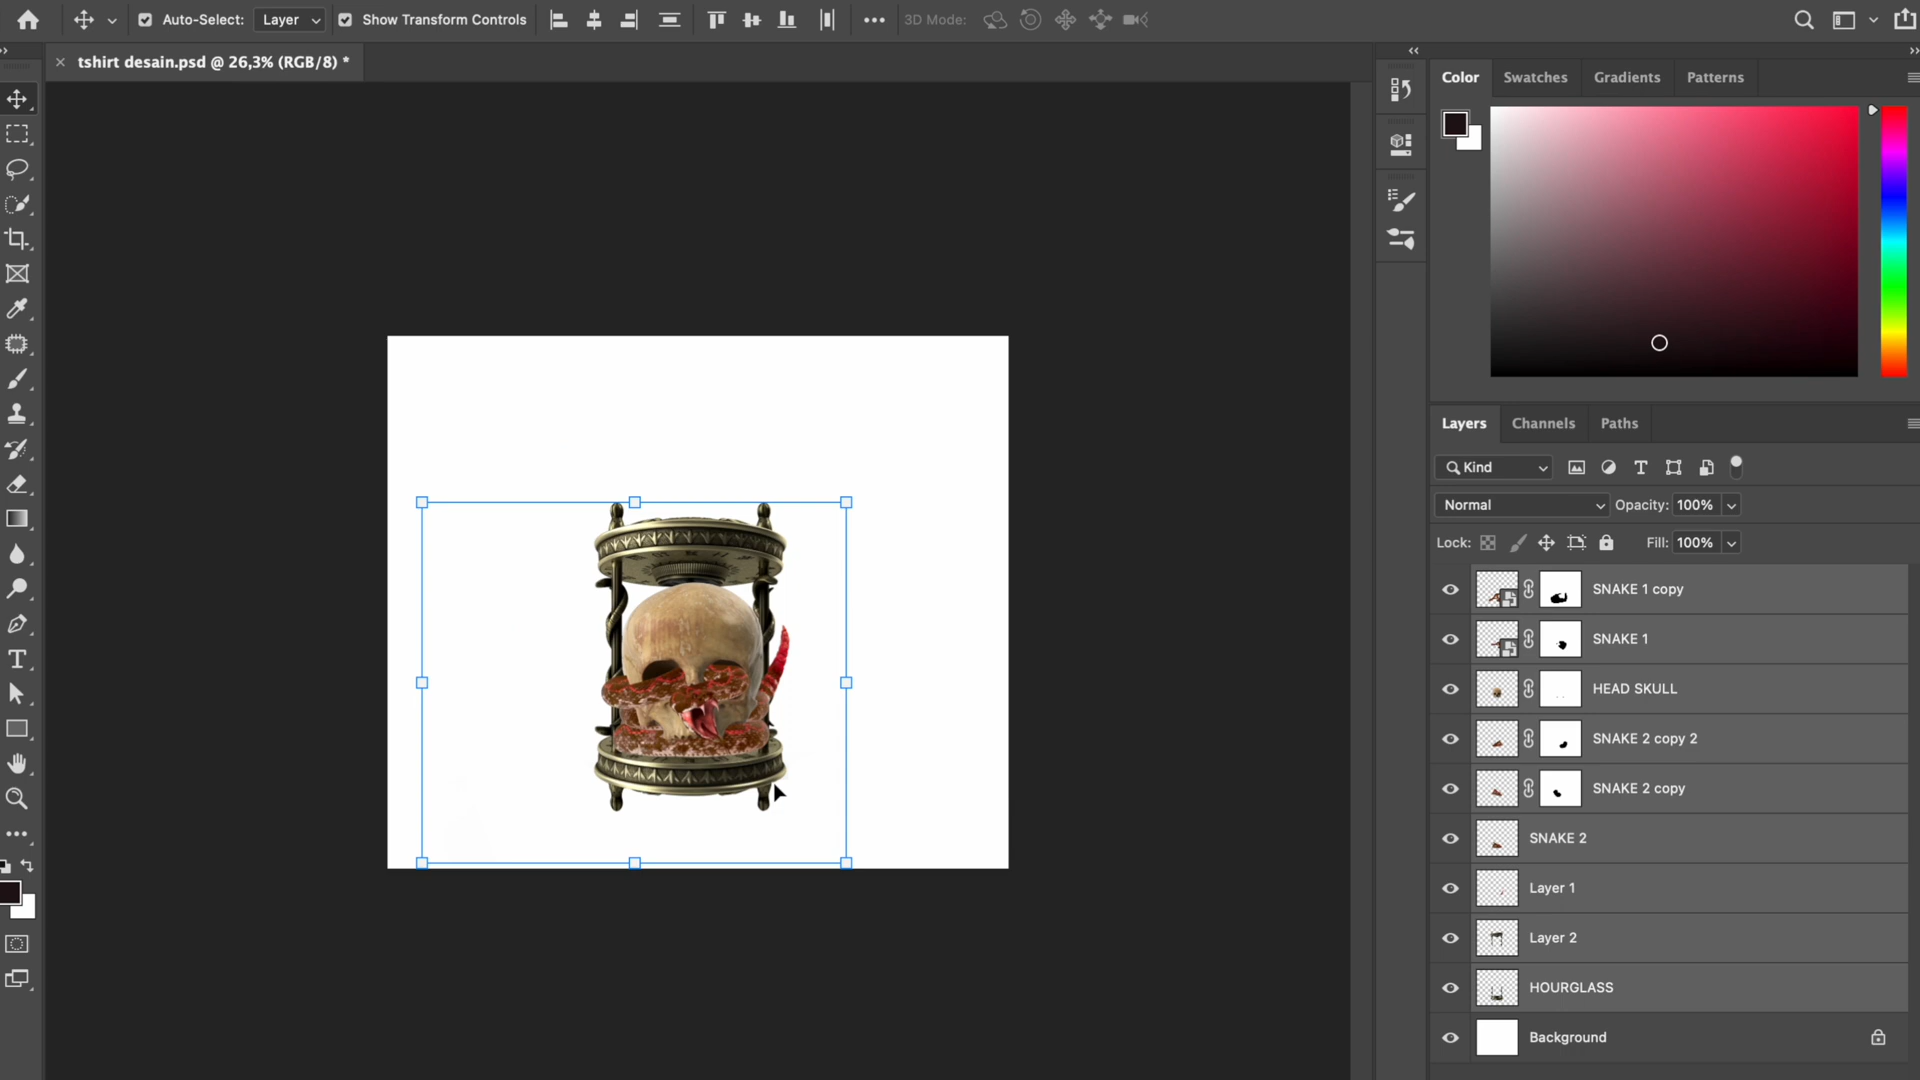 Auto-Select: Layer Show Transform Controls 3D Mode:
tshirt desain.psd @ 26,3% (RGB/8) *
Color Swatches Gradients Patterns
Layers Channels Paths
Kind
Normal Opacity: 100%
Lock: Fill: 100%
SNAKE 1 copy
SNAKE 1
HEAD SKULL
SNAKE 2 copy 2
SNAKE 2 copy
SNAKE 2
Layer 1
Layer 2
HOURGLASS
Background